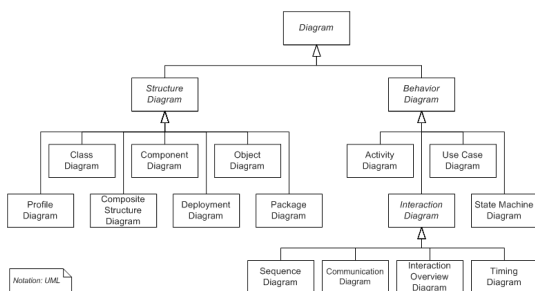 Diagram
Structure
Diagram
Behavior
Diagram
Class
Diagram
Component
Diagram
Object
Diagram
Activity
Diagram
Use Case
Diagram
Profile
Diagram
Composite
Structure
Diagram
Deployment
Diagram
Package
Diagram
Interaction
Diagram
State Machine
Diagram
Sequence
Diagram
Communication
Diagram
Interaction
Overview
Diagram
Timing
Diagram
Notation: UML